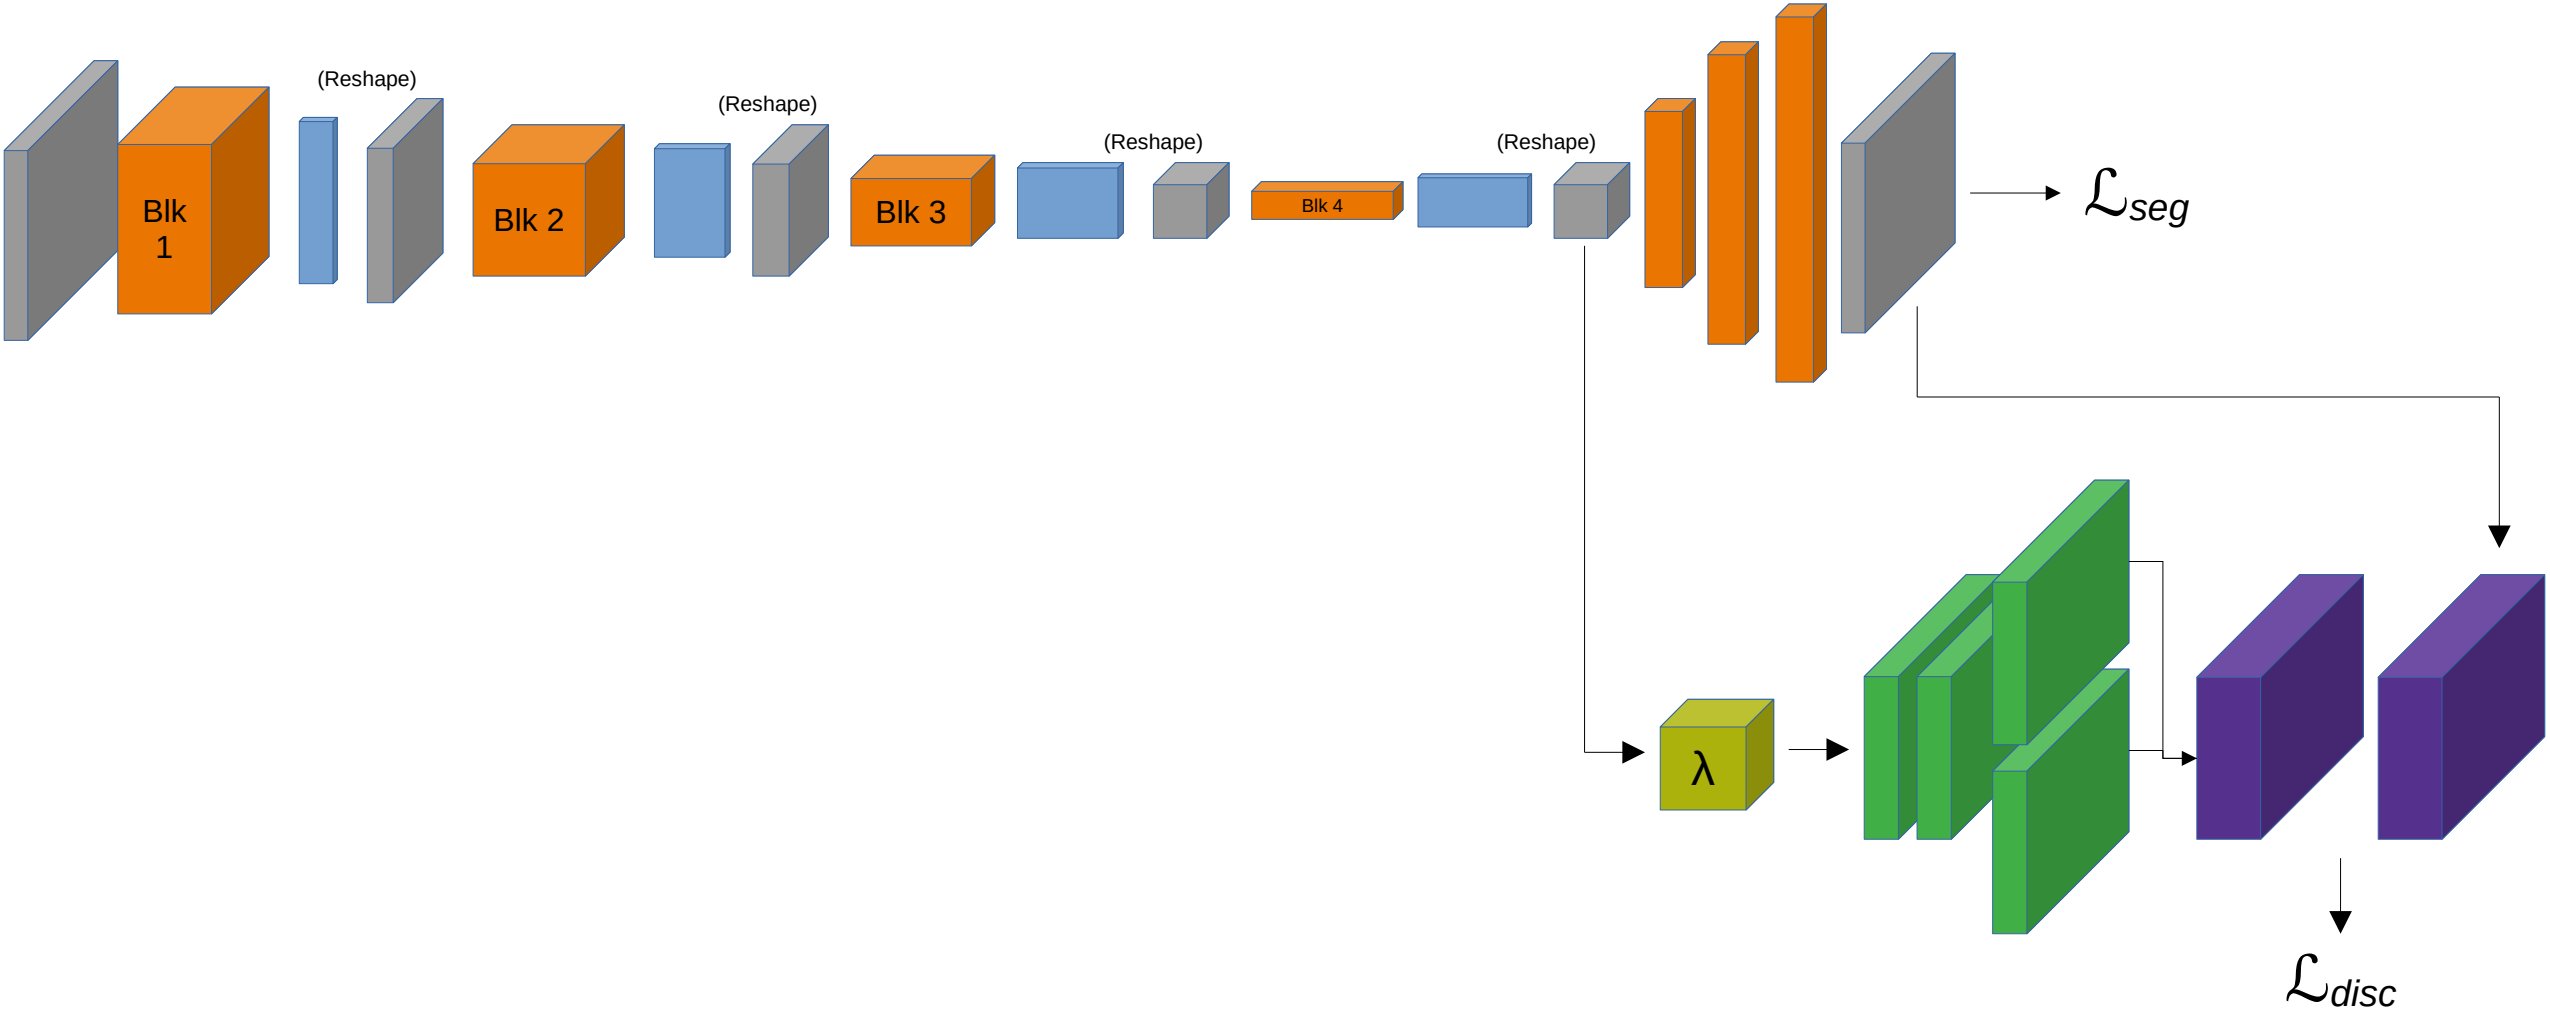 (Reshape)
(Reshape)
(Reshape)
(Reshape)
Blk
1
Blk 2
Blk 3
Blk 4
ℒseg
λ
ℒdisc